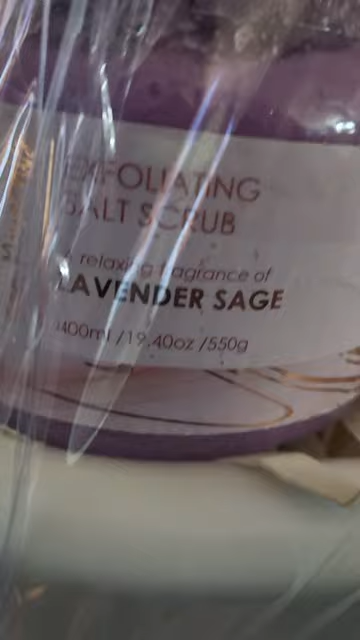 EXFOLIATING
SALT SCRUB
A relaxing fragrance of
LAVENDER SAGE
400ml /19.40oz /550g